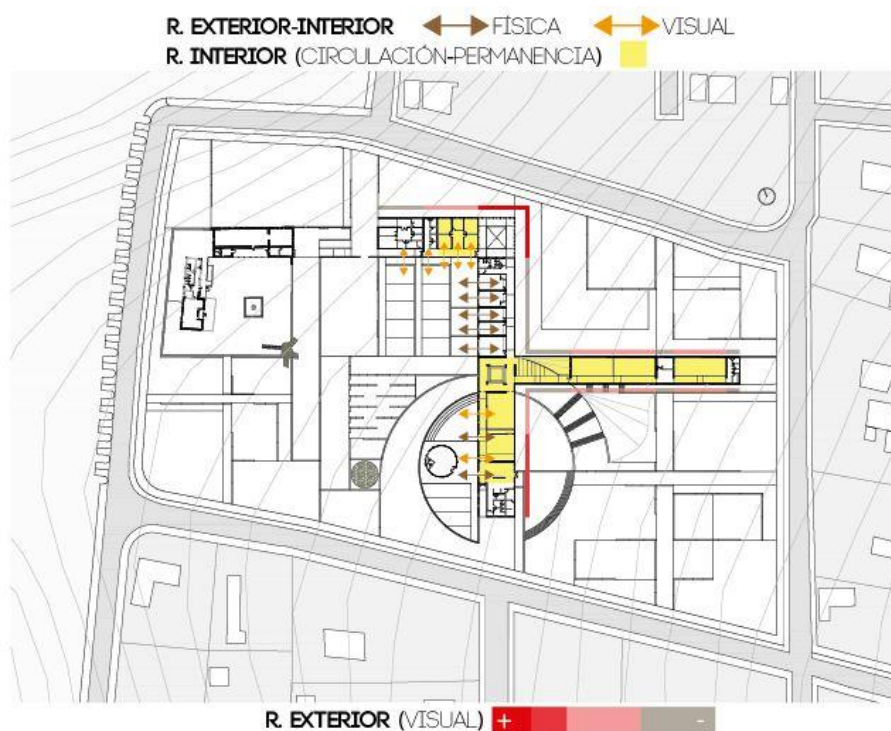 R. EXTERIOR-INTERIOR FÍSICA VISUAL
R. INTERIOR (CIRCULACIÓN-PERMANENCIA)
R. EXTERIOR (VISUAL) + -